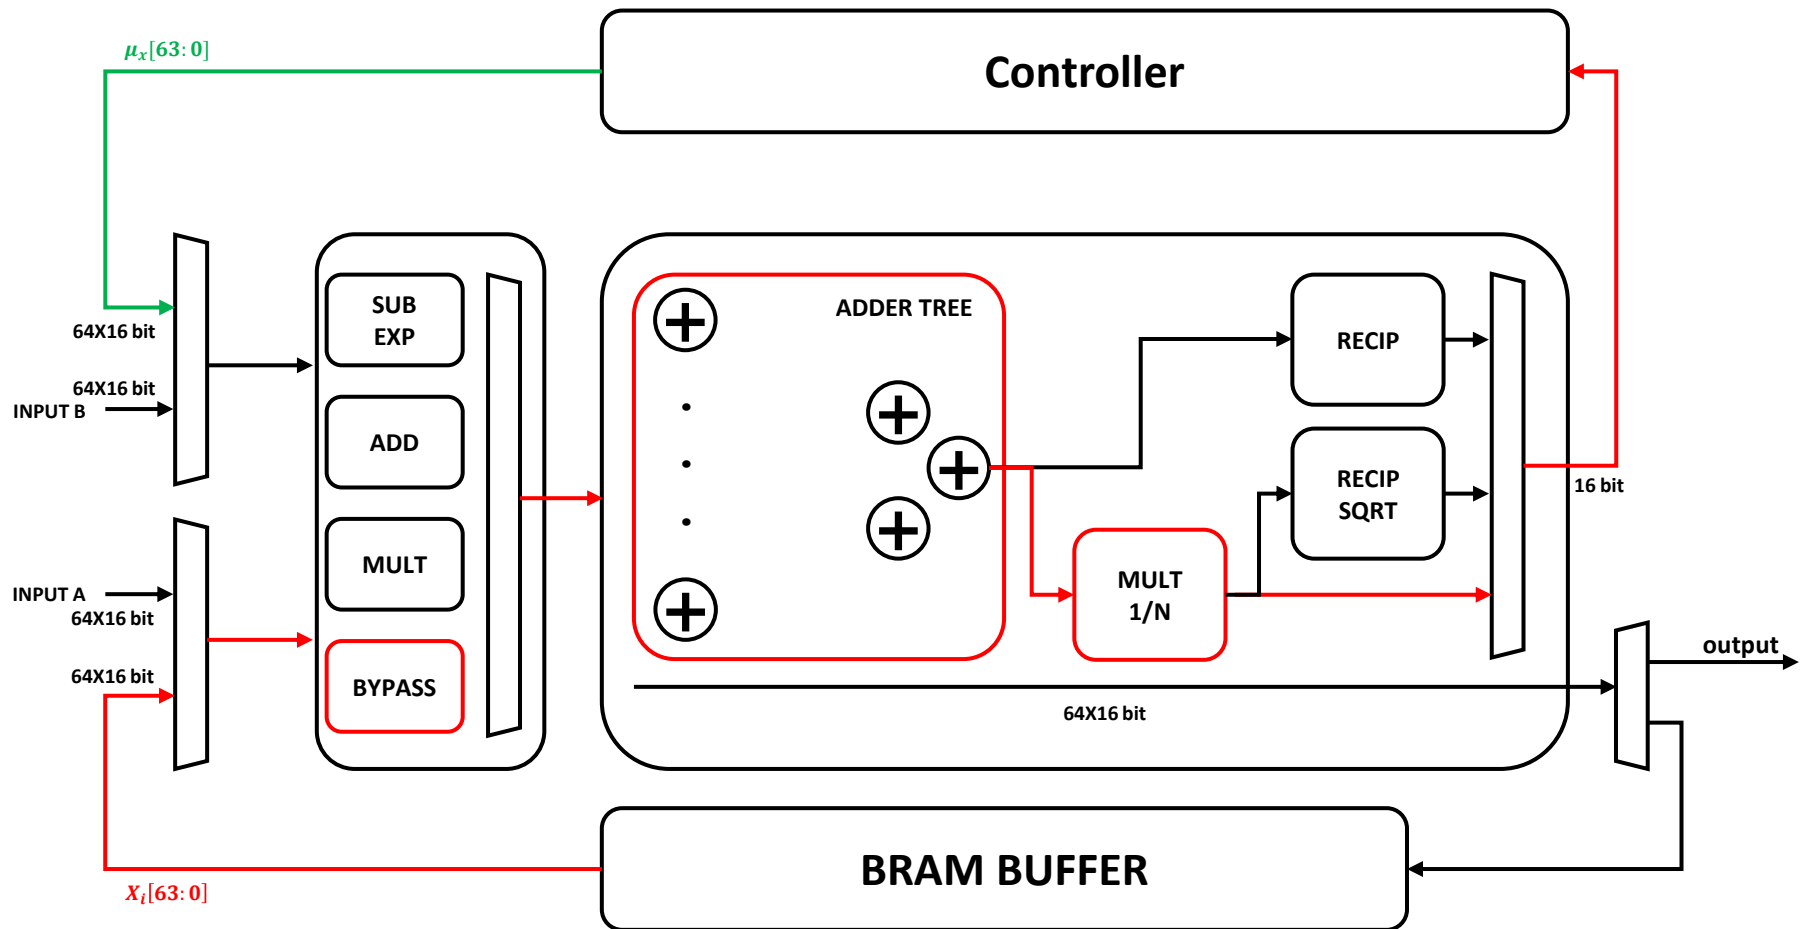 μₓ[63:0]
Controller
64X16 bit
64X16 bit
INPUT B
INPUT A
64X16 bit
64X16 bit
SUB
EXP
ADD
MULT
BYPASS
ADDER TREE
MULT
1/N
RECIP
RECIP
SQRT
16 bit
64X16 bit
output
BRAM BUFFER
Xᵢ[63:0]